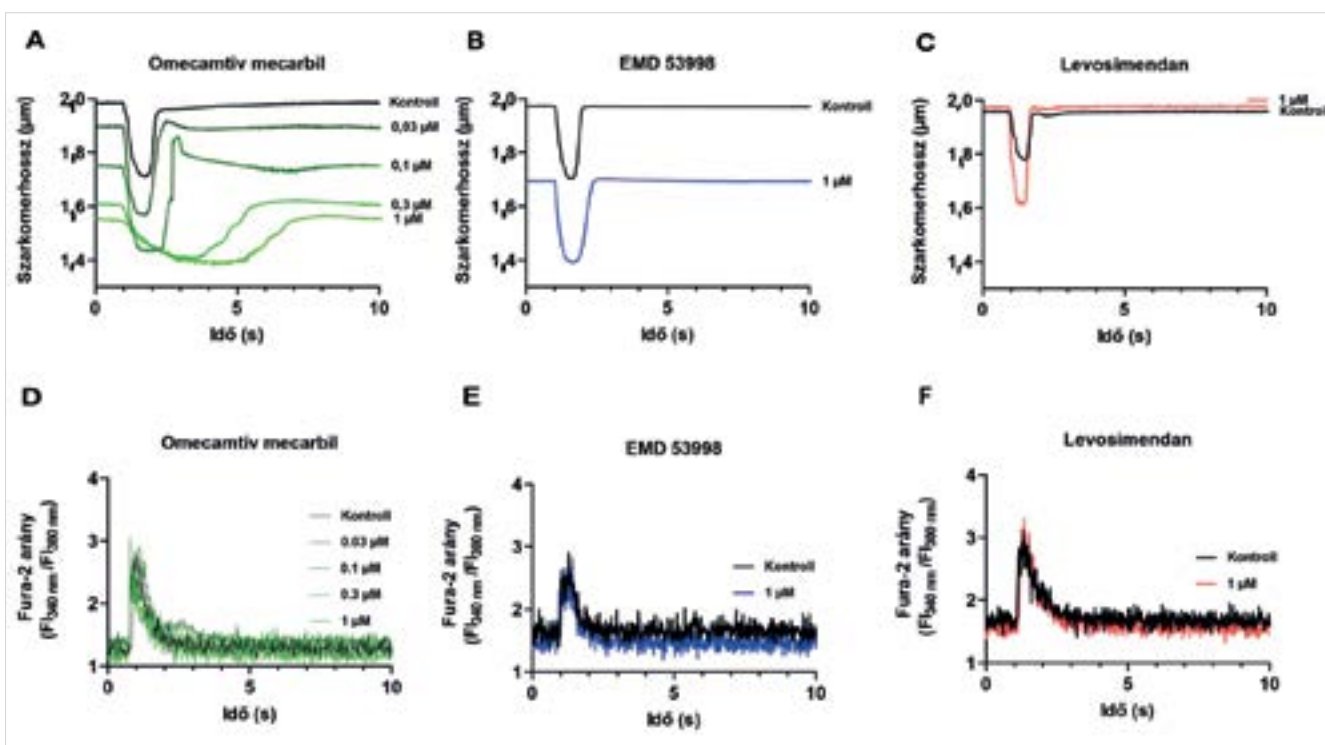 A
Omecamtiv mecarbil
Szarkomerhossz (µm)
2,0
1,8
1,6
1,4
0
5
10
Idő (s)
Kontroll
0,03 µM
0,1 µM
0,3 µM
1 µM
B
EMD 53998
Szarkomerhossz (µm)
2,0
1,8
1,6
1,4
0
5
10
Idő (s)
Kontroll
1 µM
C
Levosimendan
Szarkomerhossz (µm)
2,0
1,8
1,6
1,4
0
5
10
Idő (s)
1 µM
Kontroll
D
Omecamtiv mecarbil
Fura-2 arány
(Fl340 nm /Fl380 nm)
4
3
2
1
0
5
10
Idő (s)
Kontroll
0.03 µM
0.1 µM
0.3 µM
1 µM
E
EMD 53998
Fura-2 arány
(Fl340 nm /Fl380 nm)
4
3
2
1
0
5
10
Idő (s)
Kontroll
1 µM
F
Levosimendan
Fura-2 arány
(Fl340 nm /Fl380 nm)
4
3
2
1
0
5
10
Idő (s)
Kontroll
1 µM